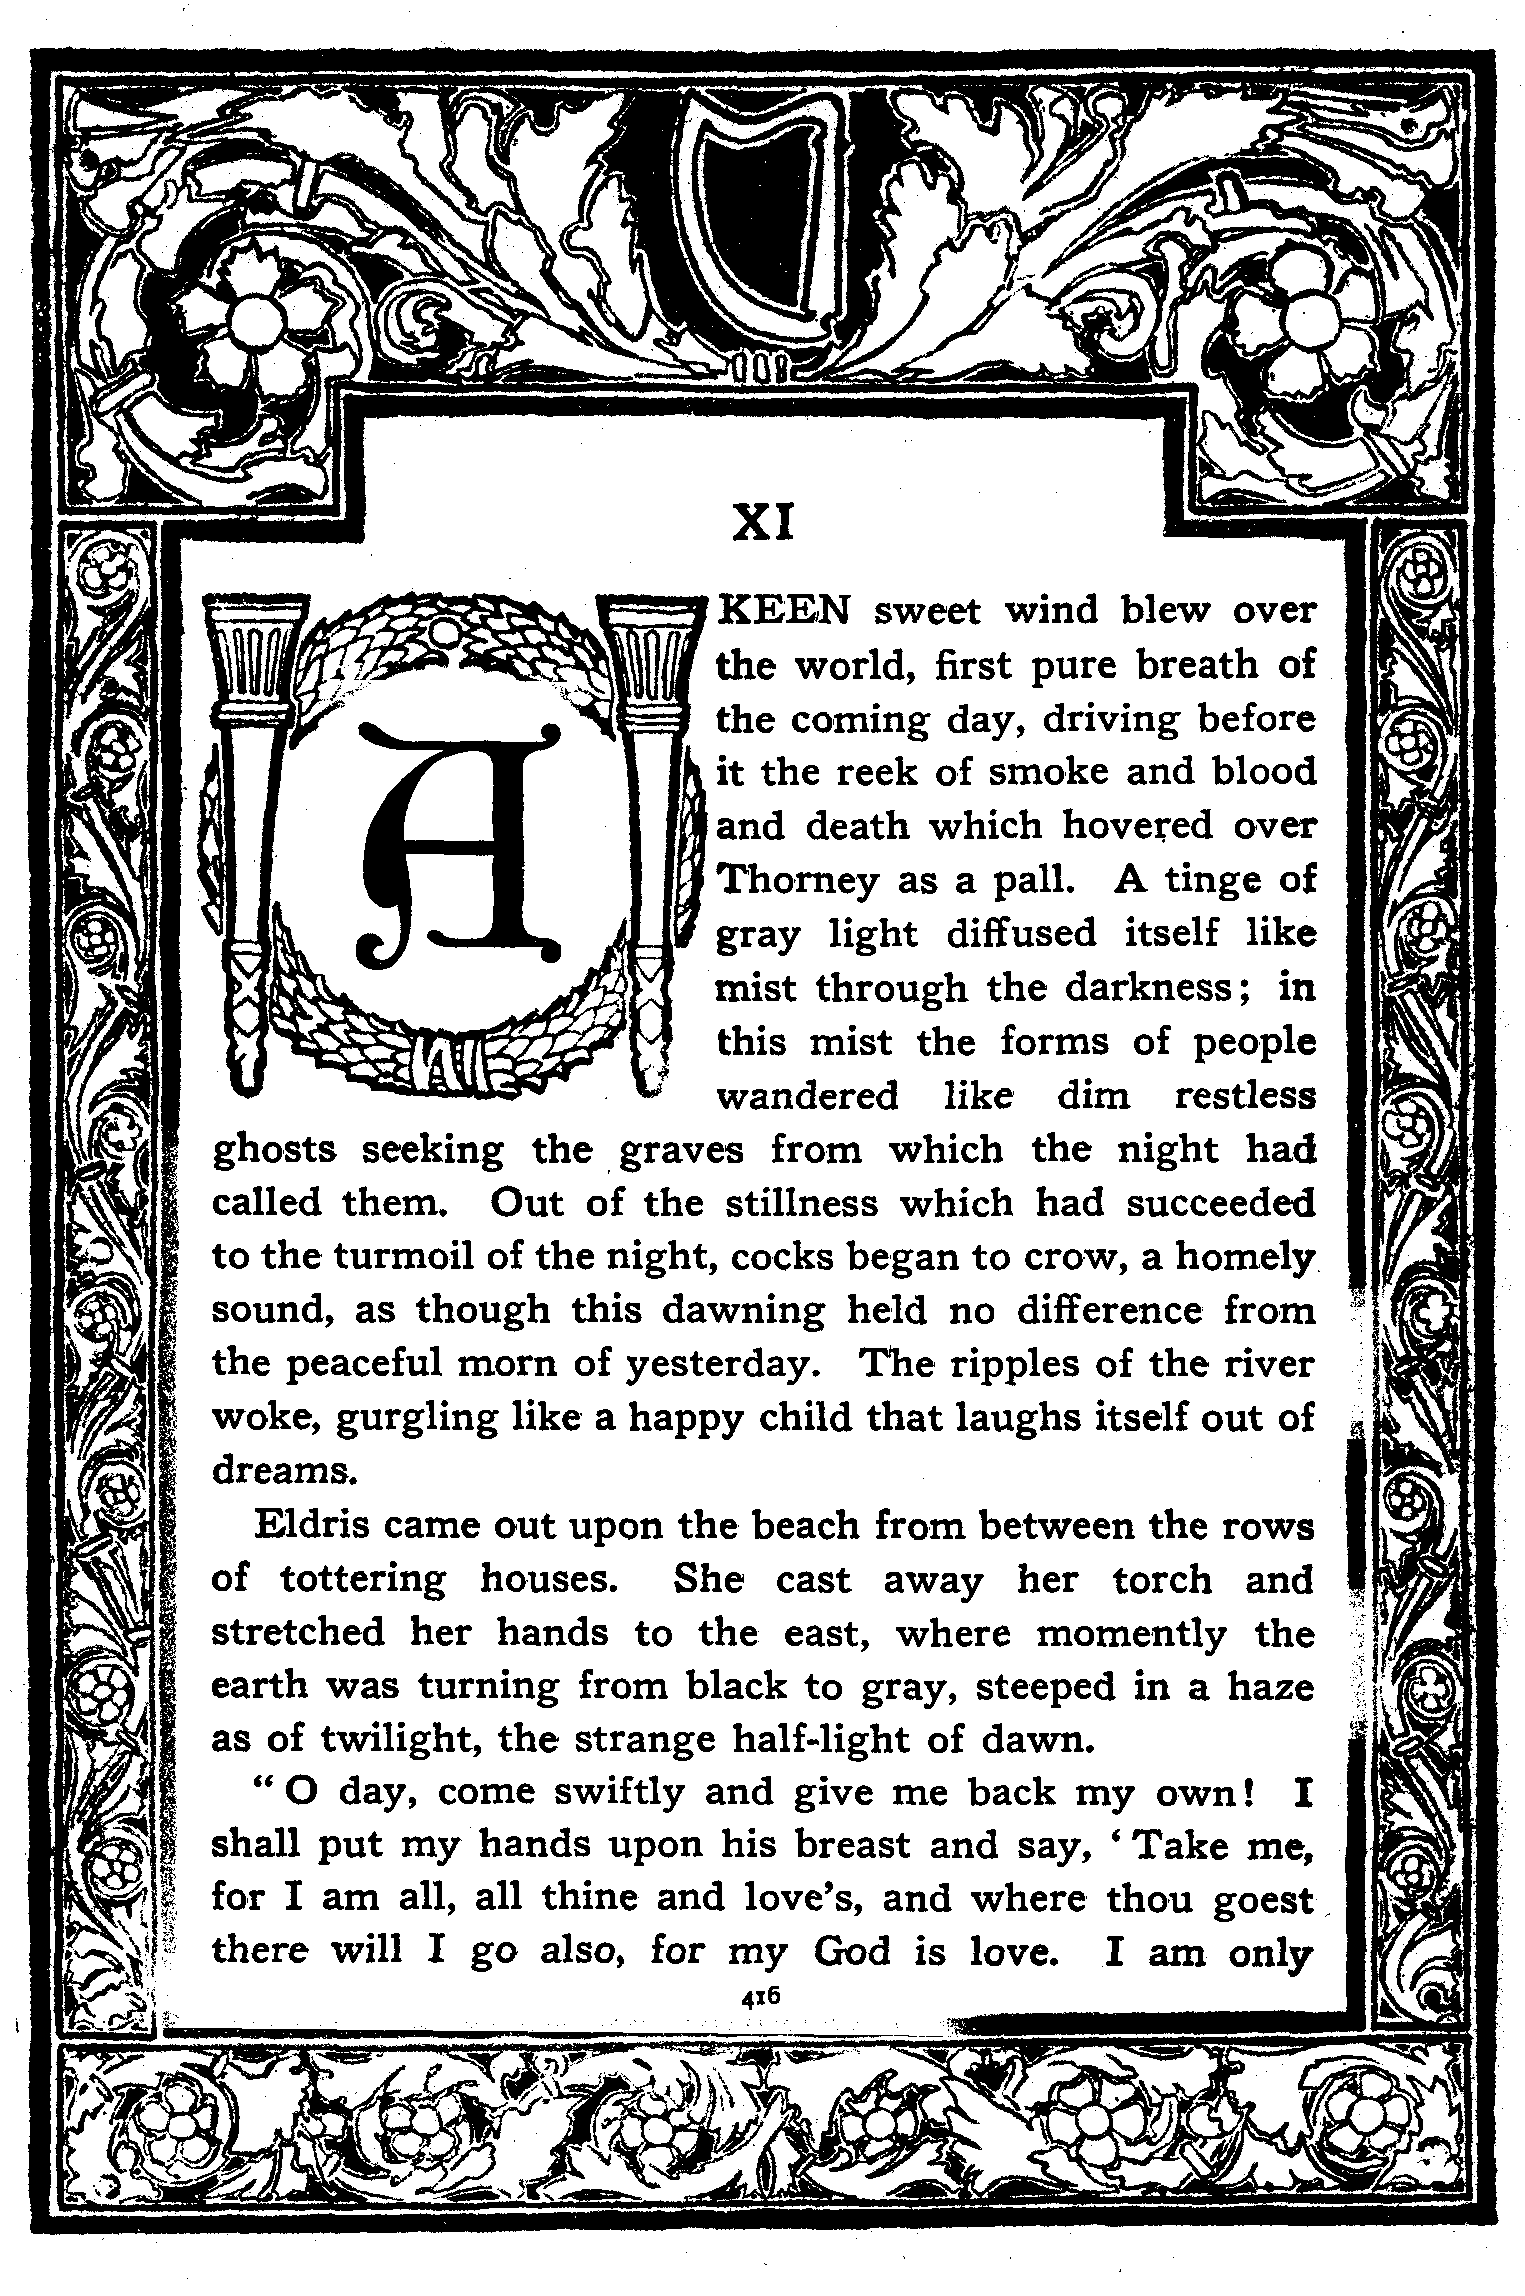 XI
A KEEN sweet wind blew over
the world, first pure breath of
the coming day, driving before
it the reek of smoke and blood
and death which hovered over
Thorney as a pall. A tinge of
gray light diffused itself like
mist through the darkness; in
this mist the forms of people
wandered like dim restless
ghosts seeking the graves from which the night had
called them. Out of the stillness which had succeeded
to the turmoil of the night, cocks began to crow, a homely
sound, as though this dawning held no difference from
the peaceful morn of yesterday. The ripples of the river
woke, gurgling like a happy child that laughs itself out of
dreams.
Eldris came out upon the beach from between the rows
of tottering houses. She cast away her torch and
stretched her hands to the east, where momently the
earth was turning from black to gray, steeped in a haze
as of twilight, the strange half-light of dawn.
“ O day, come swiftly and give me back my own! I
shall put my hands upon his breast and say, ‘ Take me,
for I am all, all thine and love’s, and where thou goest
there will I go also, for my God is love. I am only
416